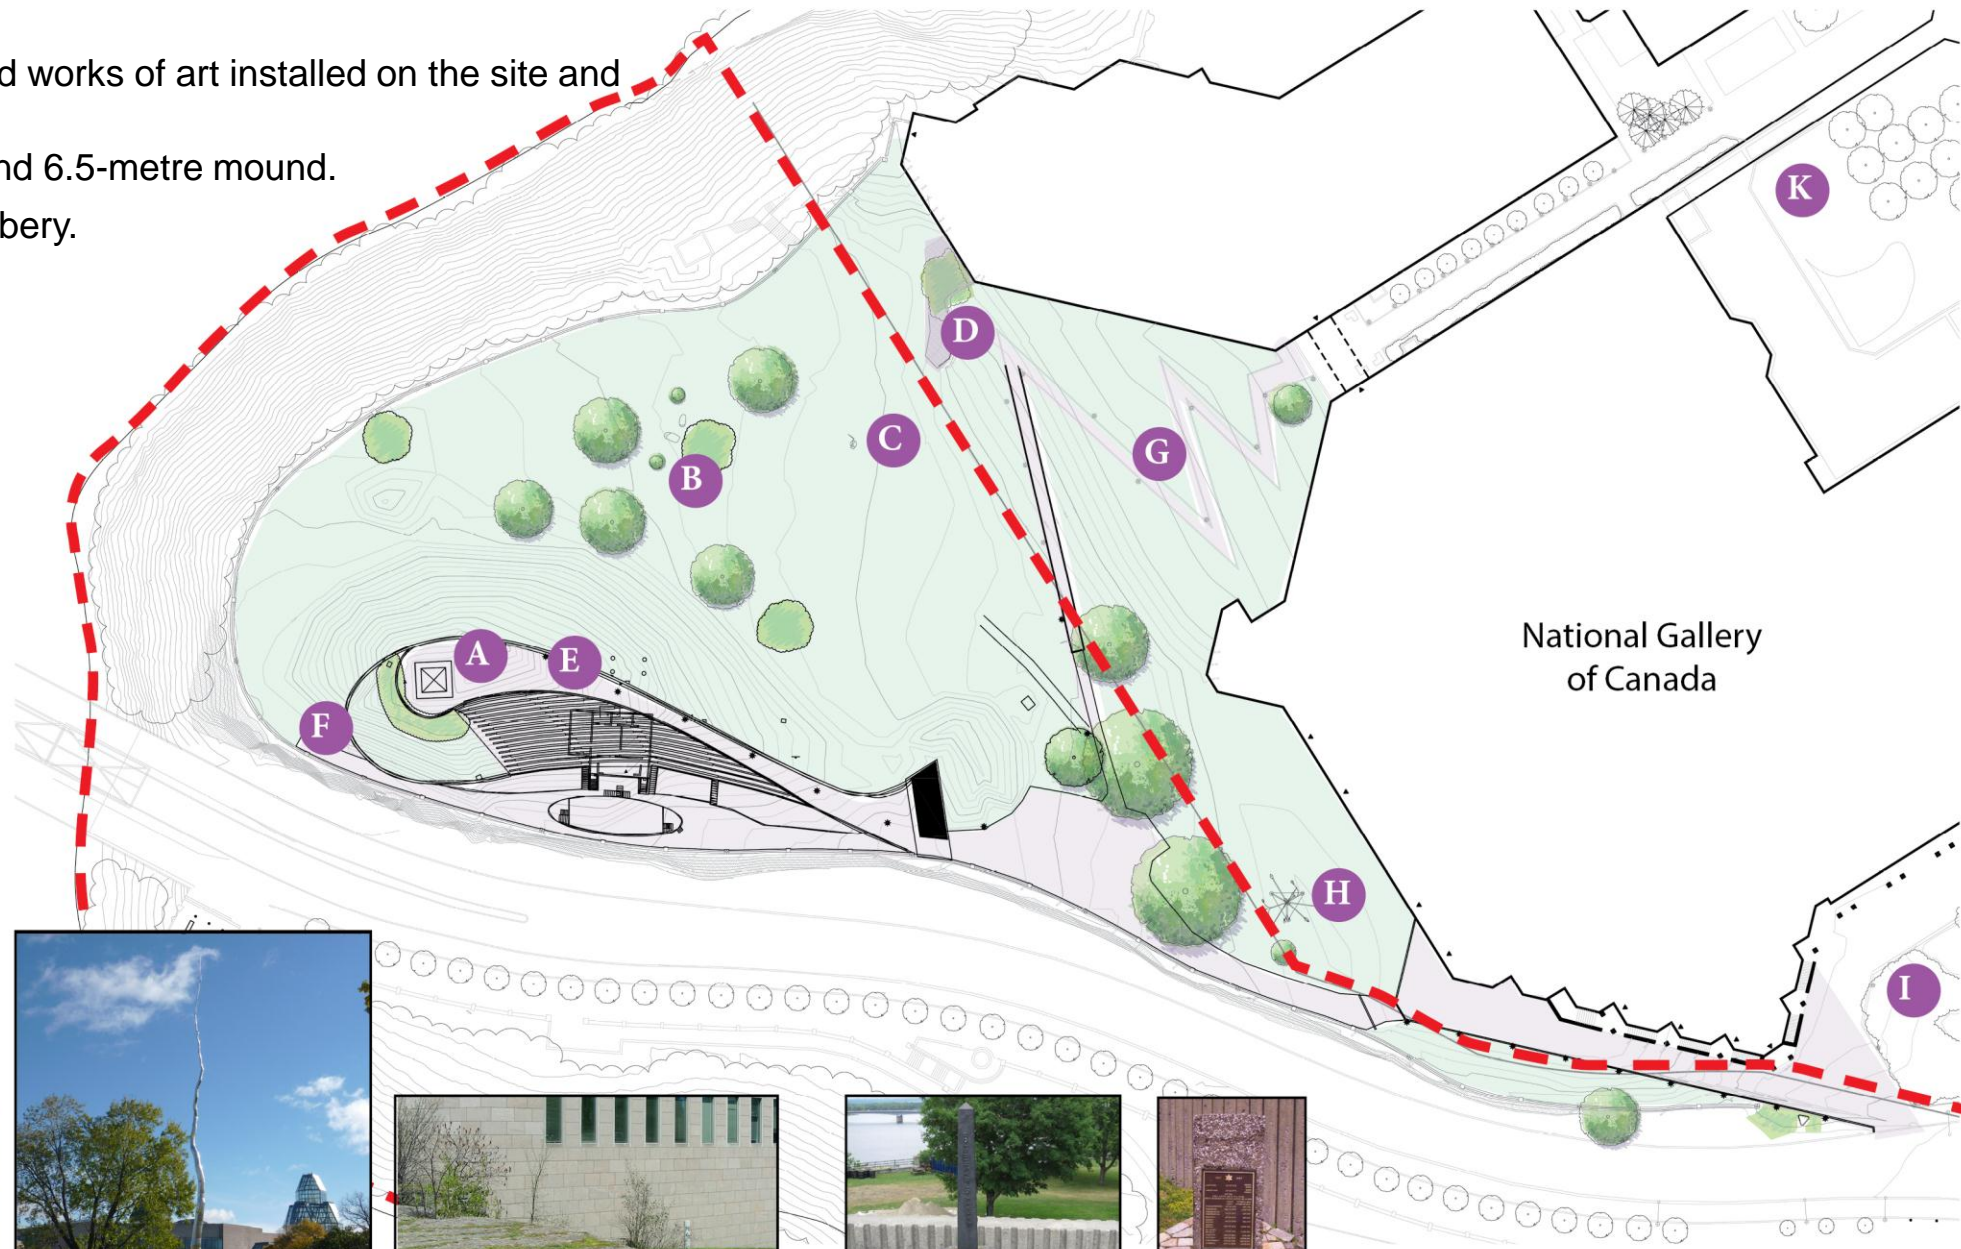 d works of art installed on the site and
nd 6.5-metre mound.
bery.
K
D
C
G
B
National Gallery
of Canada
A
E
F
H
I